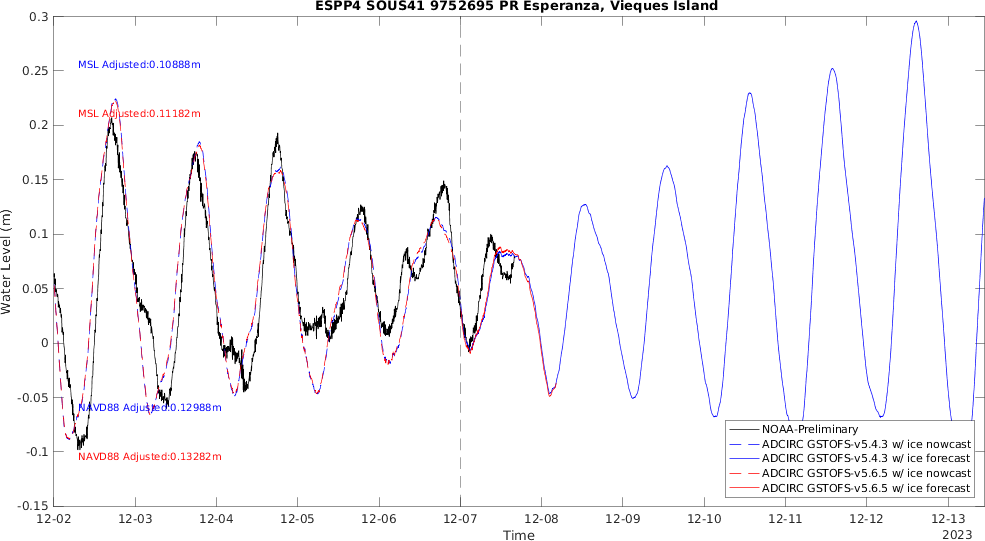 ESPP4 SOUS41 9752695 PR Esperanza, Vieques Island
0.3
0.25
0.2
0.15
0.1
0.05
0
-0.05
-0.1
-0.15
Water Level (m)
MSL Adjusted:0.10888m
MSL Adjusted:0.11182m
NAVD88 Adjusted:0.12988m
NAVD88 Adjusted:0.13282m
NOAA-Preliminary
ADCIRC GSTOFS-v5.4.3 w/ ice nowcast
ADCIRC GSTOFS-v5.4.3 w/ ice forecast
ADCIRC GSTOFS-v5.6.5 w/ ice nowcast
ADCIRC GSTOFS-v5.6.5 w/ ice forecast
12-02 12-03 12-04 12-05 12-06 12-07 12-08 12-09 12-10 12-11 12-12 12-13
Time
2023